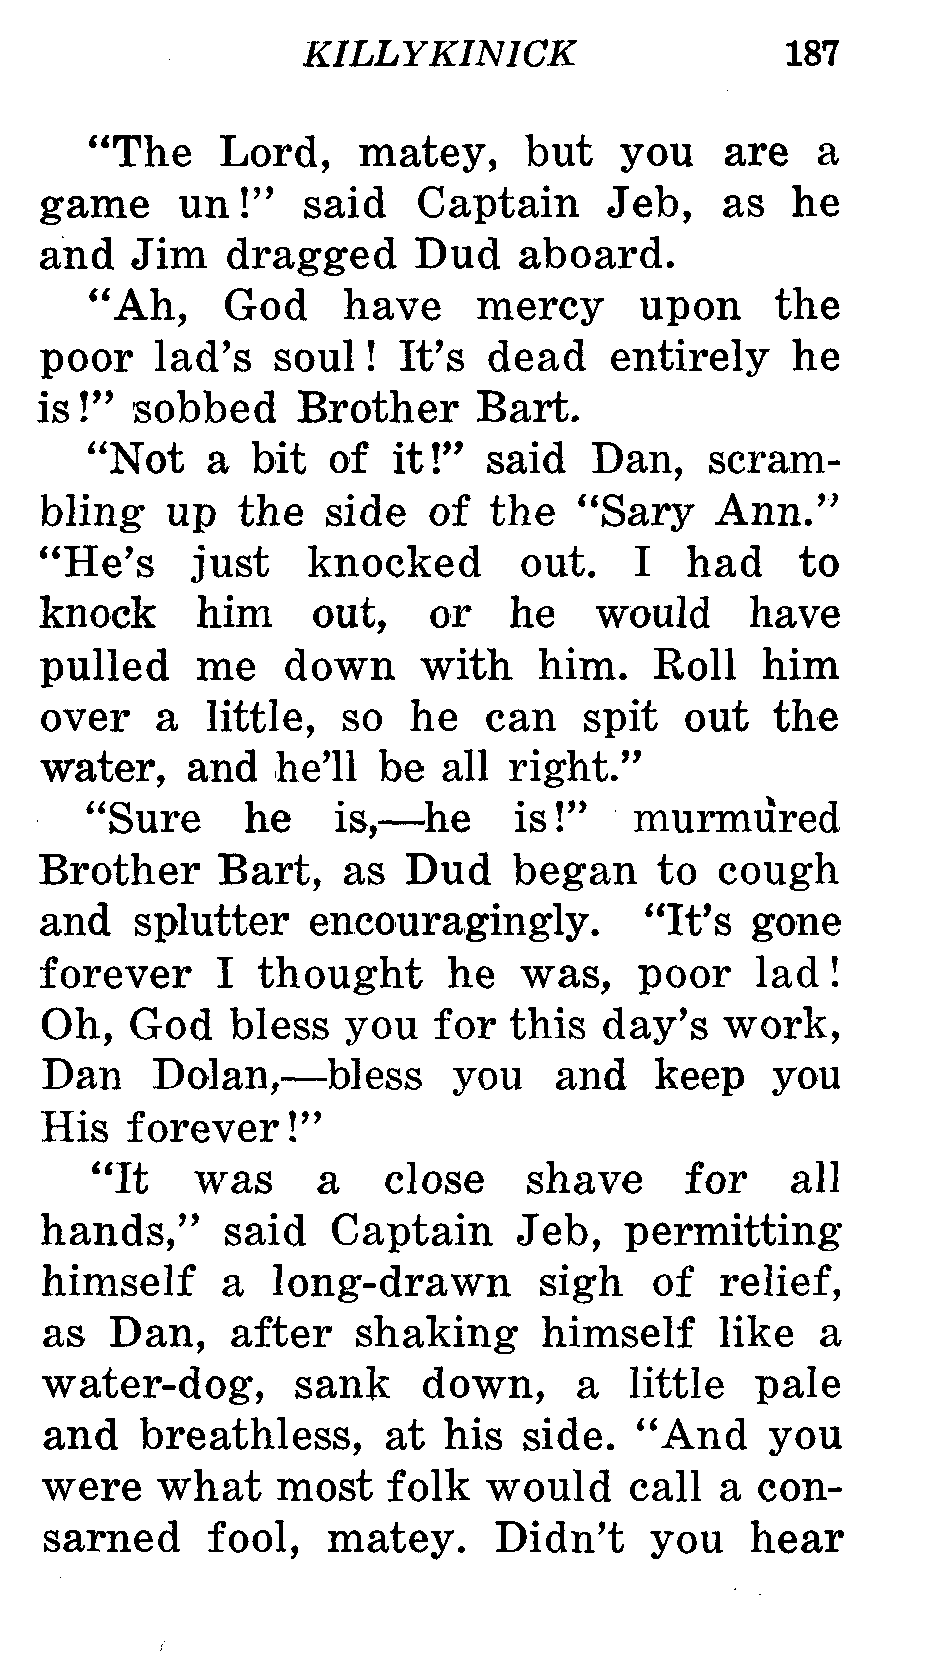 KILLYKINICK 187
“The Lord, matey, but you are a
game un!” said Captain Jeb, as he
and Jim dragged Dud aboard.
“Ah, God have mercy upon the
poor lad’s soul! It’s dead entirely he
is!” sobbed Brother Bart.
“Not a bit of it!” said Dan, scram-
bling up the side of the “Sary Ann.”
“He’s just knocked out. I had to
knock him out, or he would have
pulled me down with him. Roll him
over a little, so he can spit out the
water, and he’ll be all right.”
“Sure he is,—he is!” murmured
Brother Bart, as Dud began to cough
and splutter encouragingly. “It’s gone
forever I thought he was, poor lad!
Oh, God bless you for this day’s work,
Dan Dolan,—bless you and keep you
His forever!”
“It was a close shave for all
hands,” said Captain Jeb, permitting
himself a long-drawn sigh of relief,
as Dan, after shaking himself like a
water-dog, sank down, a little pale
and breathless, at his side. “And you
were what most folk would call a con-
sarned fool, matey. Didn’t you hear